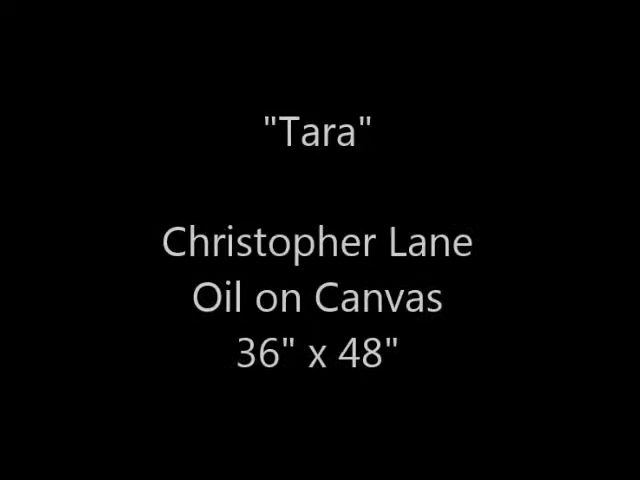 "Tara"
Christopher Lane
Oil on Canvas
36" x 48"